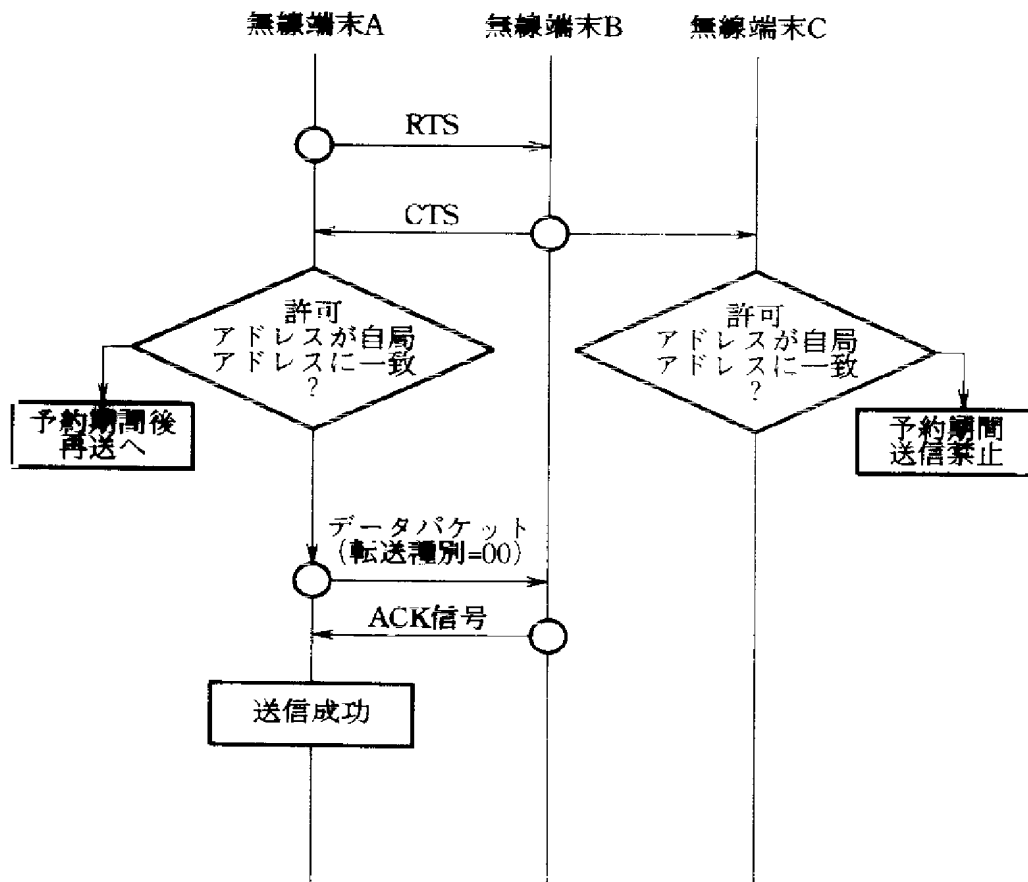 無線端末A
無線端末B
無線端末C
RTS
CTS
許可
アドレスが自局
アドレスに一致
?
許可
アドレスが自局
アドレスに一致
?
予約期間後
再送へ
予約期間
送信禁止
データパケット
(転送種別=00)
ACK信号
送信成功